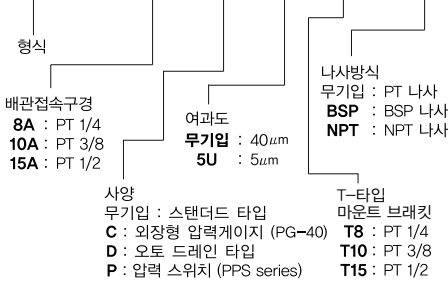 형식
배관접속구경
8A : PT 1/4
10A : PT 3/8
15A : PT 1/2
사양
무기입 : 스탠더드 타입
C : 외장형 압력게이지 (PG-40)
D : 오토 드레인 타입
P : 압력 스위치 (PPS series)
여과도
무기입 : 40μm
5U : 5μm
T-타입
마운트 브래킷
T8 : PT 1/4
T10 : PT 3/8
T15 : PT 1/2
나사방식
무기입 : PT 나사
BSP : BSP 나사
NPT : NPT 나사